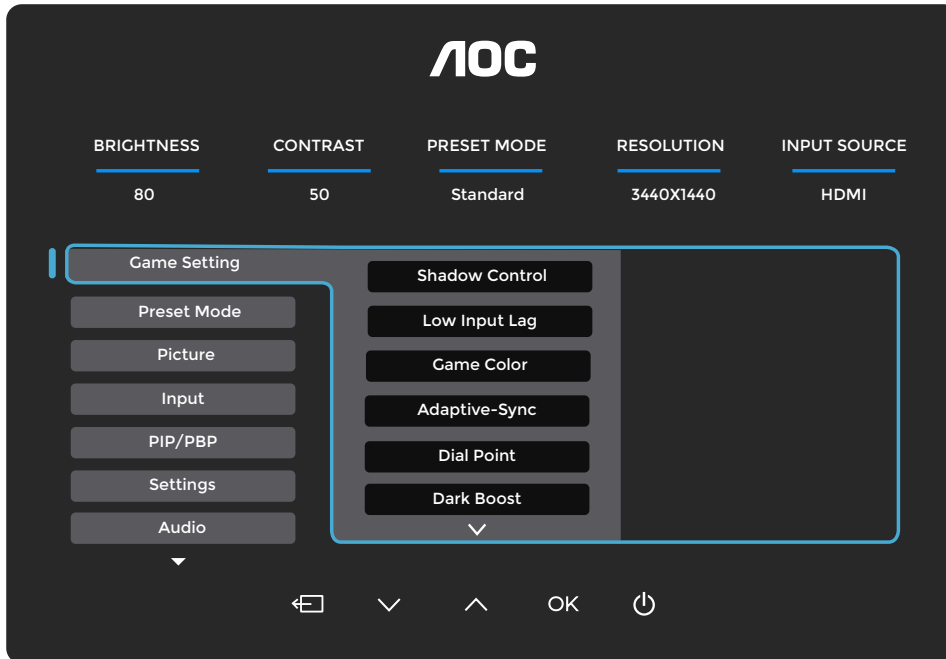 AOC
BRIGHTNESS CONTRAST PRESET MODE RESOLUTION INPUT SOURCE
80 50 Standard 3440X1440 HDMI
Game Setting
Preset Mode
Picture
Input
PIP/PBP
Settings
Audio
Shadow Control
Low Input Lag
Game Color
Adaptive-Sync
Dial Point
Dark Boost
OK